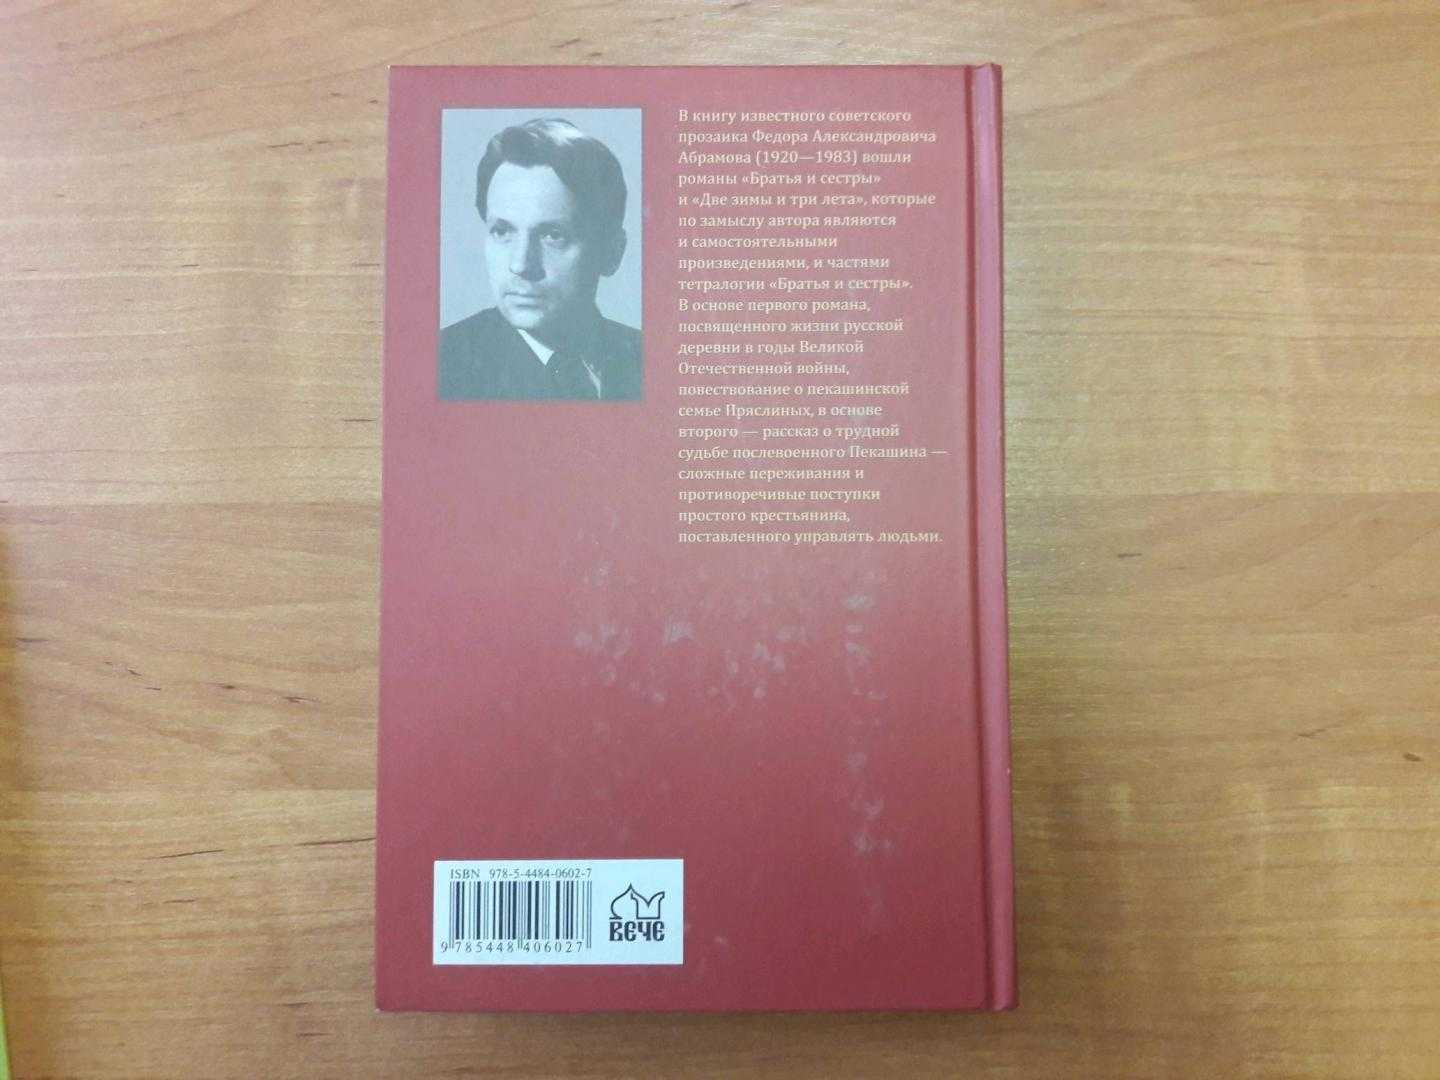 В книгу известного советского
прозаика Федора Александровича
Абрамова (1920—1983) вошли
романы «Братья и сестры»
и «Две зимы и три лета», которые
по замыслу автора являются
и самостоятельными
произведениями, и частями
тетралогии «Братья и сестры».
В основе первого романа,
посвященного жизни русской
деревни в годы Великой
Отечественной войны,
повествование о пекашинской
семье Пряслиных, в основе
второго — рассказ о трудной
судьбе послевоенного Пекашина —
сложные переживания и
противоречивые поступки
простого крестьянина,
поставленного управлять людьми.
ISBN 978-5-4484-0602-7
9 785448 406027
ВЕЧЕ